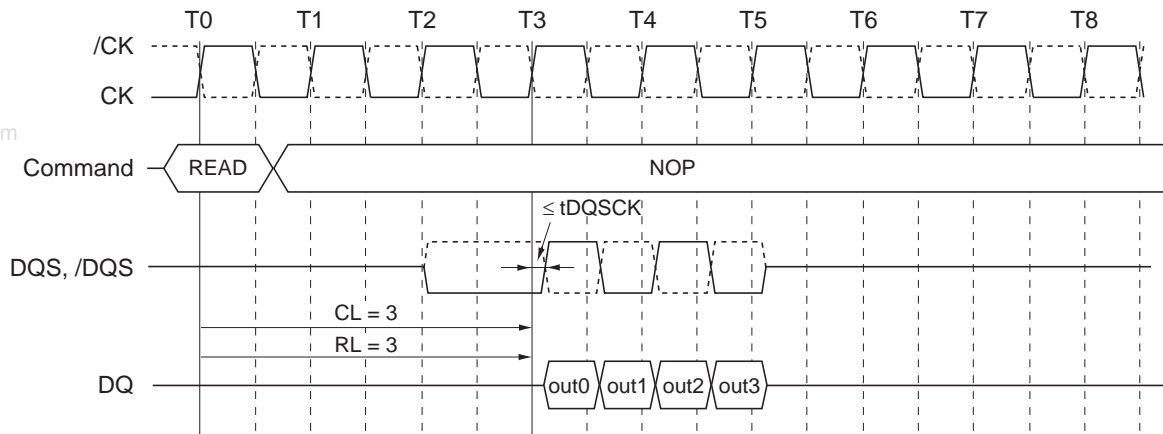 T0 T1 T2 T3 T4 T5 T6 T7 T8
/CK
CK
m
Command READ NOP
≤ tDQSCK
DQS, /DQS
CL = 3
RL = 3
DQ out0 out1 out2 out3